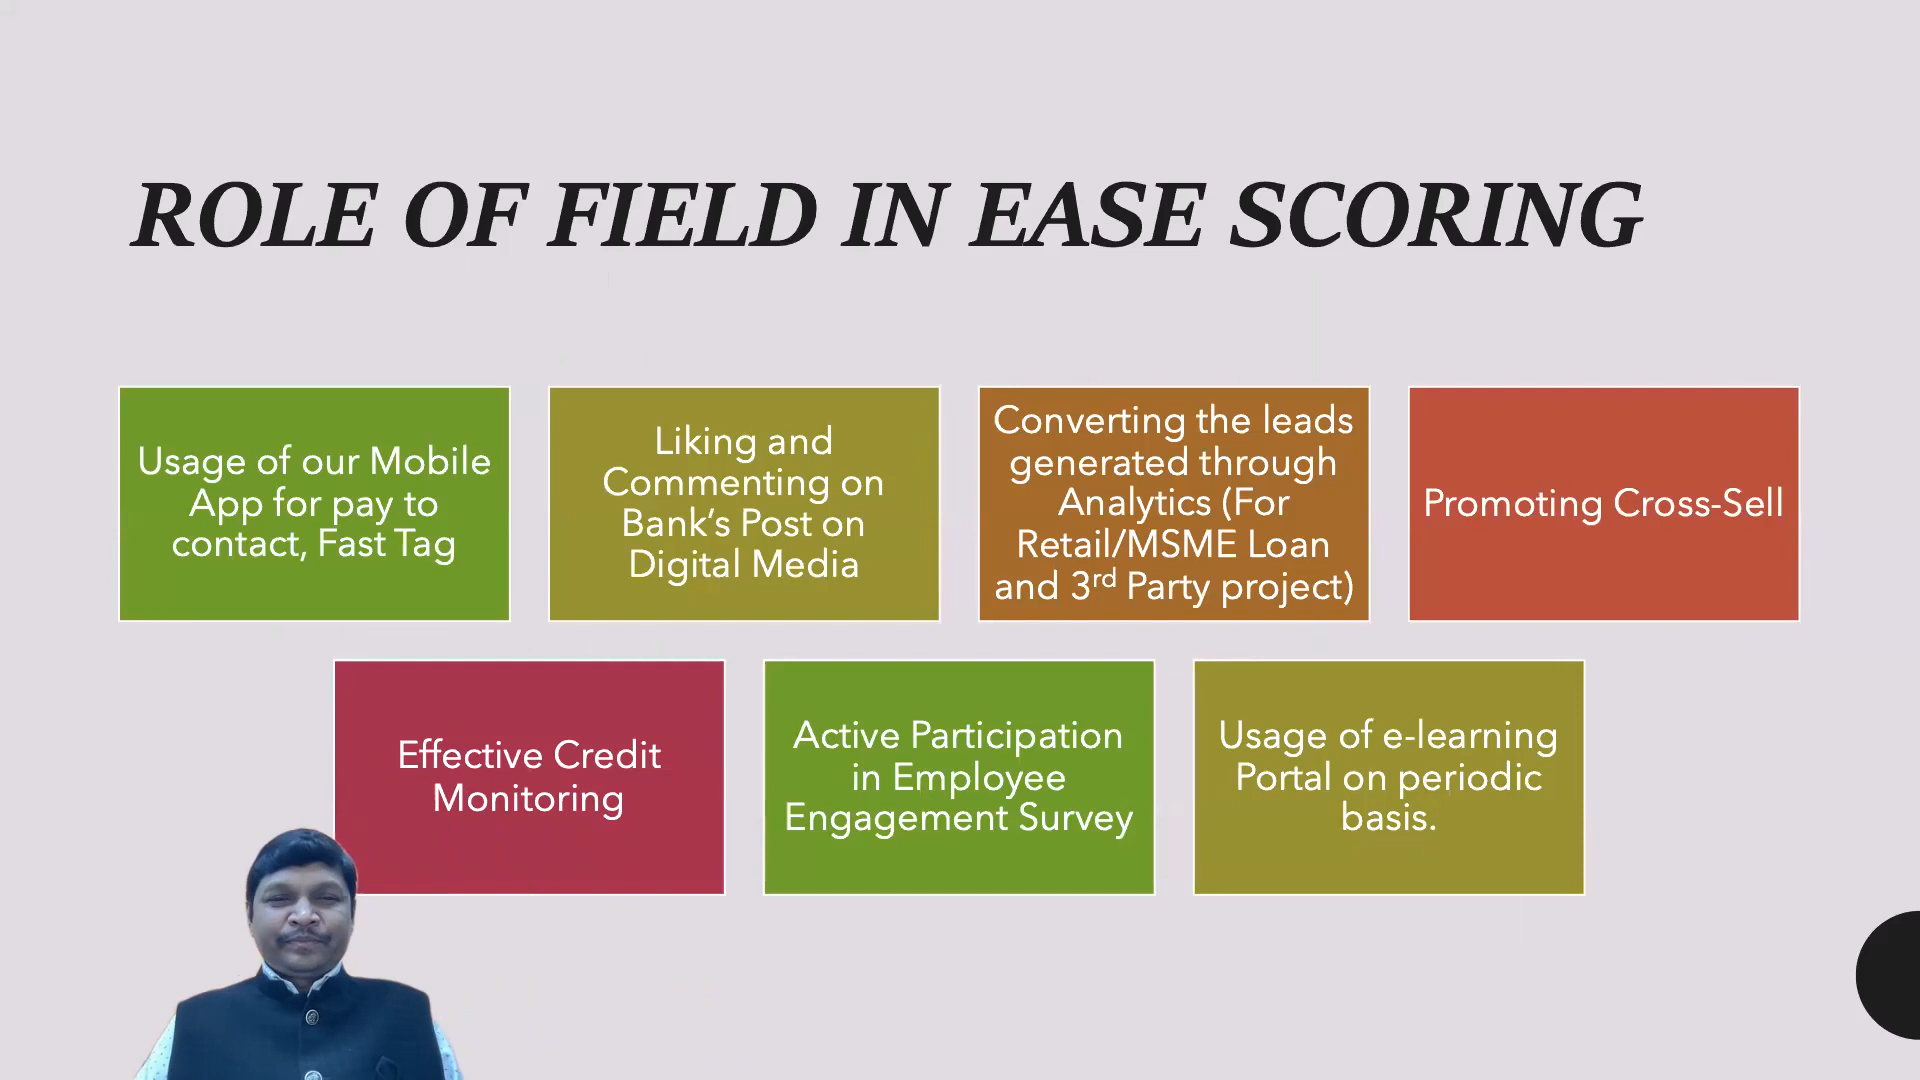 ROLE OF FIELD IN EASE SCORING
Usage of our Mobile
App for pay to
contact, Fast Tag
Liking and
Commenting on
Bank’s Post on
Digital Media
Converting the leads
generated through
Analytics (For
Retail/MSME Loan
and 3rd Party project)
Promoting Cross-Sell
Effective Credit
Monitoring
Active Participation
in Employee
Engagement Survey
Usage of e-learning
Portal on periodic
basis.